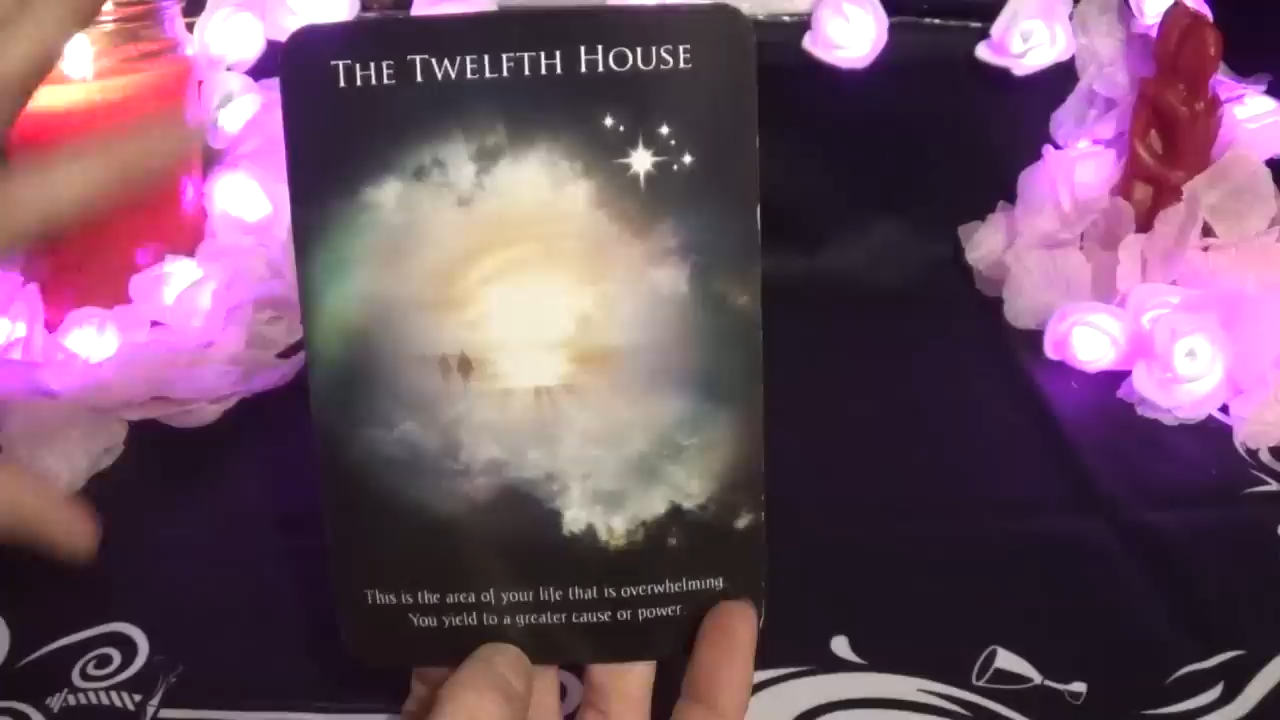 THE TWELFTH HOUSE
This is the area of your life that is overwhelming.
You yield to a greater cause or power.